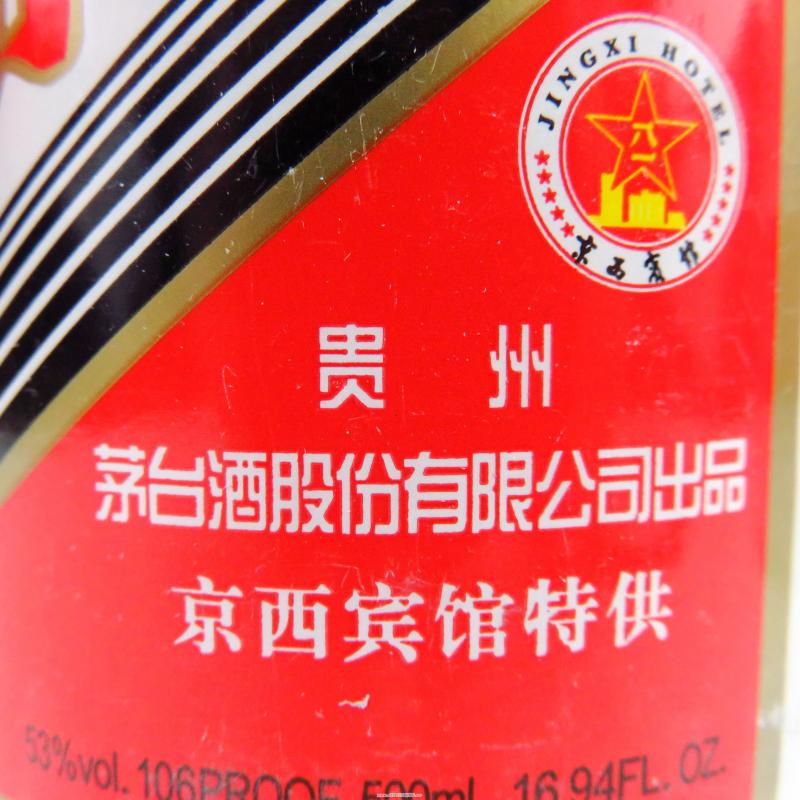 JINGXI HOTEL
八一
京西宾馆
贵州
茅台酒股份有限公司出品
京西宾馆特供
53%vol. 106PROOF 500ml 16.94FL. OZ.